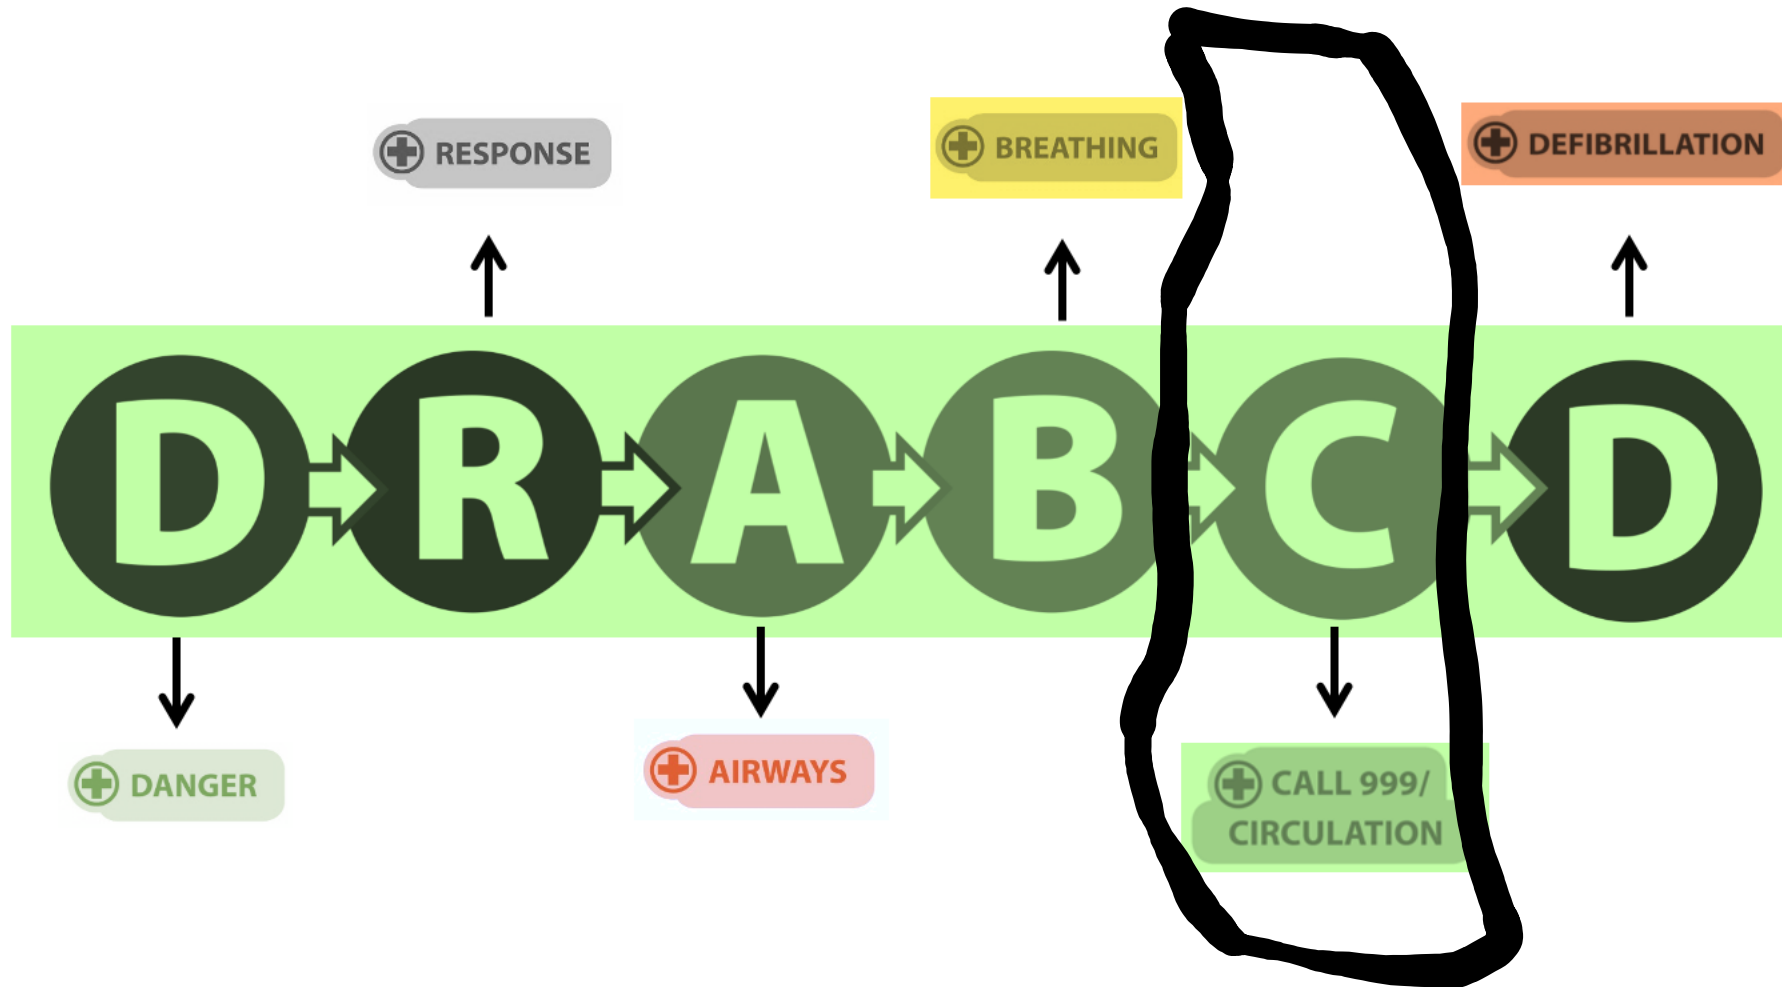 RESPONSE
BREATHING
DEFIBRILLATION
D R A B C D
DANGER
AIRWAYS
CALL 999/
CIRCULATION